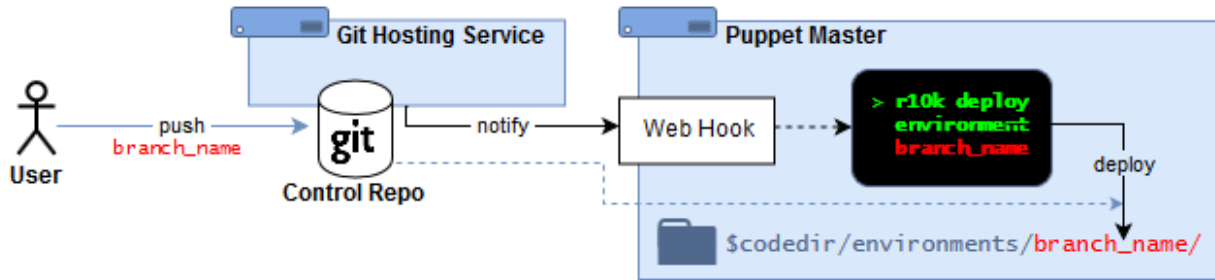 Git Hosting Service
Puppet Master
> r10k deploy
environment
branch_name
push
branch_name
git
notify
Web Hook
deploy
User
Control Repo
$codedir/environments/branch_name/